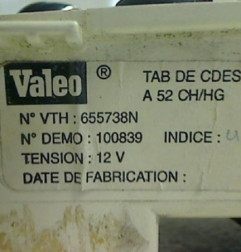 Valeo ® TAB DE CDES
A 52 CH/HG
N° VTH : 655738N
N° DEMO : 100839 INDICE :
TENSION : 12 V
DATE DE FABRICATION :